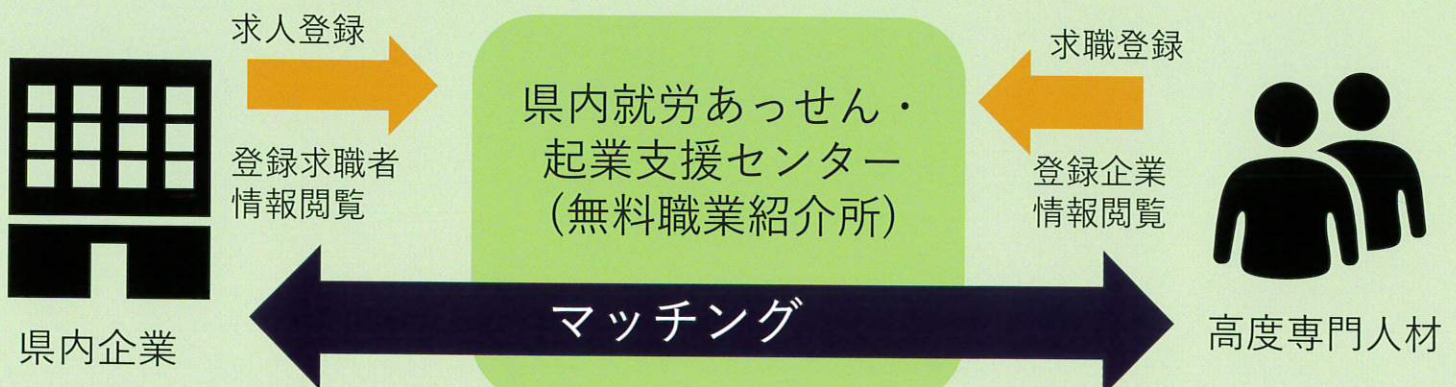 求人登録
登録求職者
情報閲覧
県内企業
県内就労あっせん・
起業支援センター
(無料職業紹介所)
マッチング
求職登録
登録企業
情報閲覧
高度専門人材